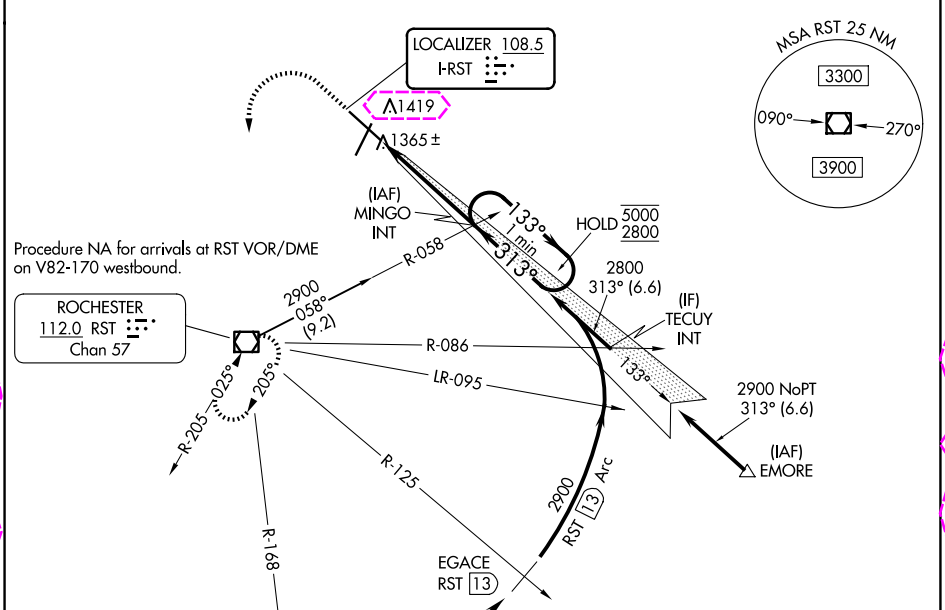 LOCALIZER 108.5
I-RST
1419
1365 ±
MSA RST 25 NM
3300
090°
270°
3900
(IAF)
MINGO
INT
133°
1 min
313°
HOLD
5000
2800
2800
313° (6.6)
(IF)
TECUY
INT
Procedure NA for arrivals at RST VOR/DME
on V82-170 westbound.
ROCHESTER
112.0 RST
Chan 57
2900
058°
(9.2)
R-058
R-086
LR-095
133°
025°
205°
R-205
R-125
R-168
2900 NoPT
313° (6.6)
(IAF)
EMORE
2900
RST 13 Arc
EGACE
RST 13